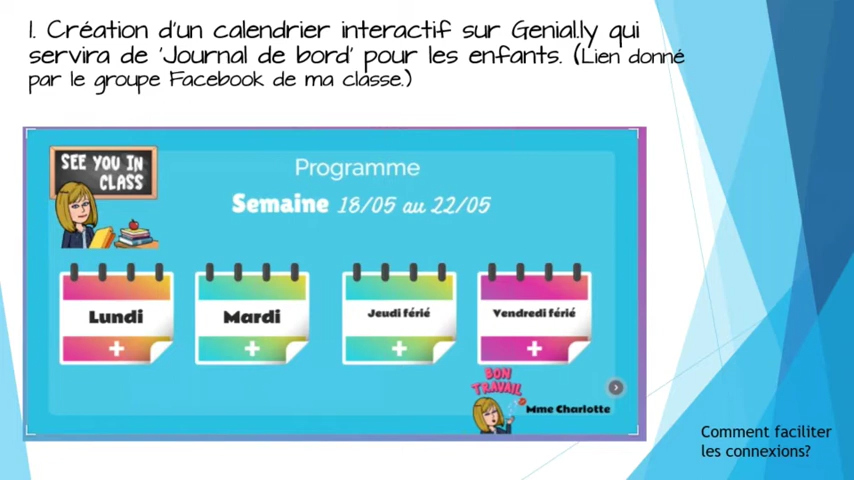 1. Création d'un calendrier interactif sur Genial.ly qui
servira de 'Journal de bord' pour les enfants. (Lien donné
par le groupe Facebook de ma classe.)
SEE YOU IN
CLASS
Programme
Semaine 18/05 au 22/05
Lundi
+
Mardi
+
Jeudi férié
+
Vendredi férié
+
BON
TRAVAIL
Mme Charlotte
Comment faciliter
les connexions?